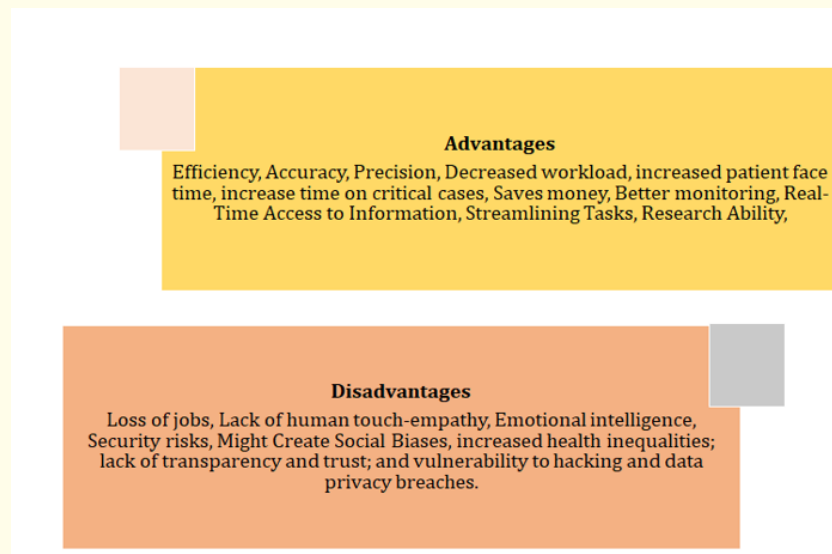 Advantages
Efficiency, Accuracy, Precision, Decreased workload, increased patient face
time, increase time on critical cases, Saves money, Better monitoring, Real-
Time Access to Information, Streamlining Tasks, Research Ability,
Disadvantages
Loss of jobs, Lack of human touch-empathy, Emotional intelligence,
Security risks, Might Create Social Biases, increased health inequalities;
lack of transparency and trust; and vulnerability to hacking and data
privacy breaches.